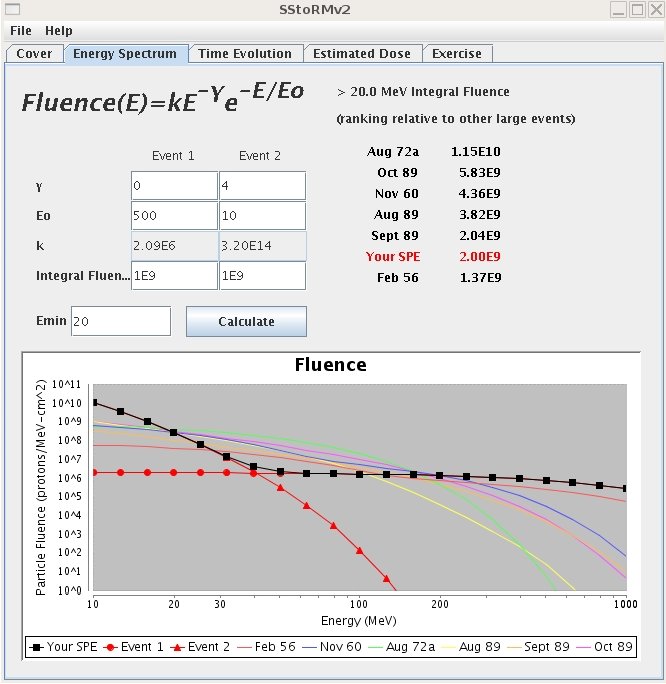 SStoRMv2
File Help
Cover Energy Spectrum Time Evolution Estimated Dose Exercise
Fluence(E)=kE^-γe^-E/Eo
> 20.0 MeV Integral Fluence
(ranking relative to other large events)
Event 1 Event 2
γ 0 4
Eo 500 10
k 2.09E6 3.20E14
Integral Fluen... 1E9 1E9
Emin 20 Calculate
Aug 72a 1.15E10
Oct 89 5.83E9
Nov 60 4.36E9
Aug 89 3.82E9
Sept 89 2.04E9
Your SPE 2.00E9
Feb 56 1.37E9
Fluence
Particle Fluence (protons/MeV-cm^2)
10^11
10^10
10^9
10^8
10^7
10^6
10^5
10^4
10^3
10^2
10^1
10^0
10 20 30 100 200 1000
Energy (MeV)
Your SPE Event 1 Event 2 Feb 56 Nov 60 Aug 72a Aug 89 Sept 89 Oct 89